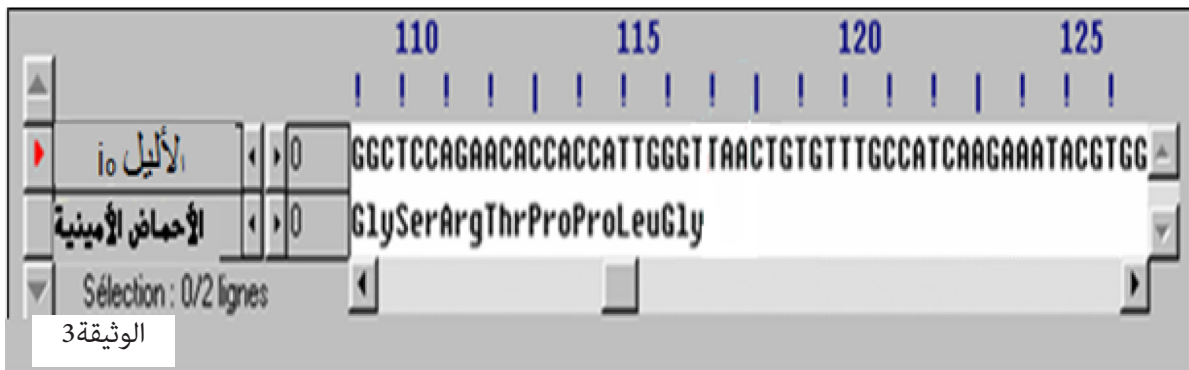 110 115 120 125
الأليل i₀ 0 GGCTCCAGAACACCACCATTGGGTTAACTGTGTTTGCCATCAAGAAATACGTGG
الأحماض الأمينية 0 GlySerArgThrProProLeuGly
Sélection : 0/2 lignes
الوثيقة3